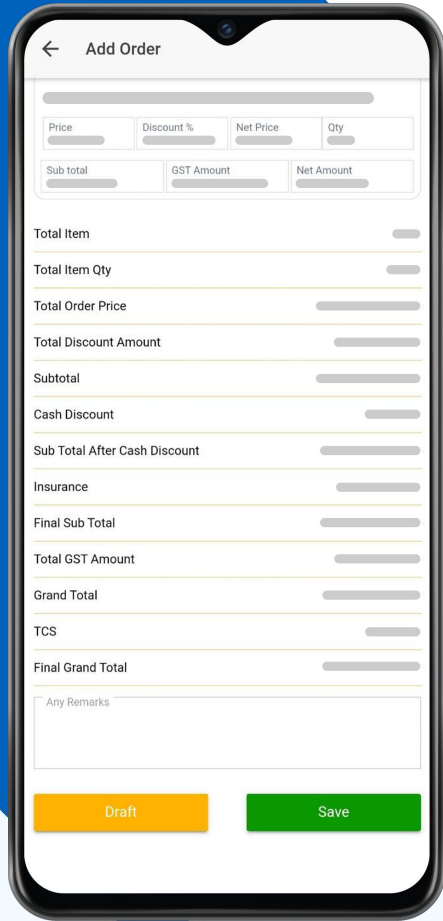 Add Order
Price Discount % Net Price Qty
Sub total GST Amount Net Amount
Total Item
Total Item Qty
Total Order Price
Total Discount Amount
Subtotal
Cash Discount
Sub Total After Cash Discount
Insurance
Final Sub Total
Total GST Amount
Grand Total
TCS
Final Grand Total
Any Remarks
Draft Save